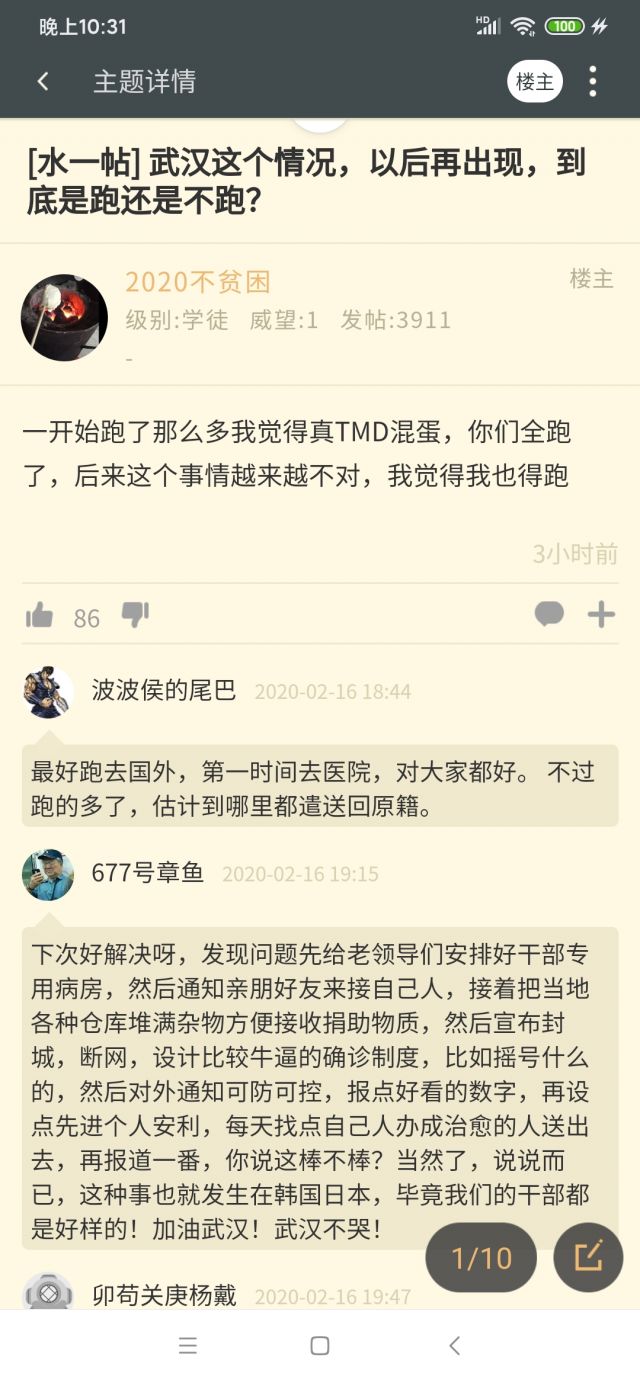 晚上10:31
HD
100
主题详情
楼主
[水一帖] 武汉这个情况，以后再出现，到
底是跑还是不跑？
2020不贫困
楼主
级别:学徒 威望:1 发帖:3911
-
一开始跑了那么多我觉得真TMD混蛋，你们全跑
了，后来这个事情越来越不对，我觉得我也得跑
3小时前
86
波波侯的尾巴 2020-02-16 18:44
最好跑去国外，第一时间去医院，对大家都好。 不过
跑的多了，估计到哪里都遣送回原籍。
677号章鱼 2020-02-16 19:15
下次好解决呀，发现问题先给老领导们安排好干部专
用病房，然后通知亲朋好友来接自己人，接着把当地
各种仓库堆满杂物方便接收捐助物质，然后宣布封
城，断网，设计比较牛逼的确诊制度，比如摇号什么
的，然后对外通知可防可控，报点好看的数字，再设
点先进个人安利，每天找点自己人办成治愈的人送出
去，再报道一番，你说这棒不棒？当然了，说说而
已，这种事也就发生在韩国日本，毕竟我们的干部都
是好样的！加油武汉！武汉不哭！
1/10
卯苟关庚杨戴 2020-02-16 19:47